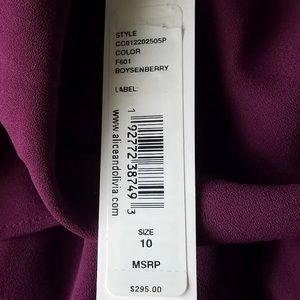 STYLE
CC012202505P
COLOR
F601
BOYSENBERRY
LABEL:
www.aliceandolivia.com
1 92772 38749 3
SIZE
10
MSRP
$295.00